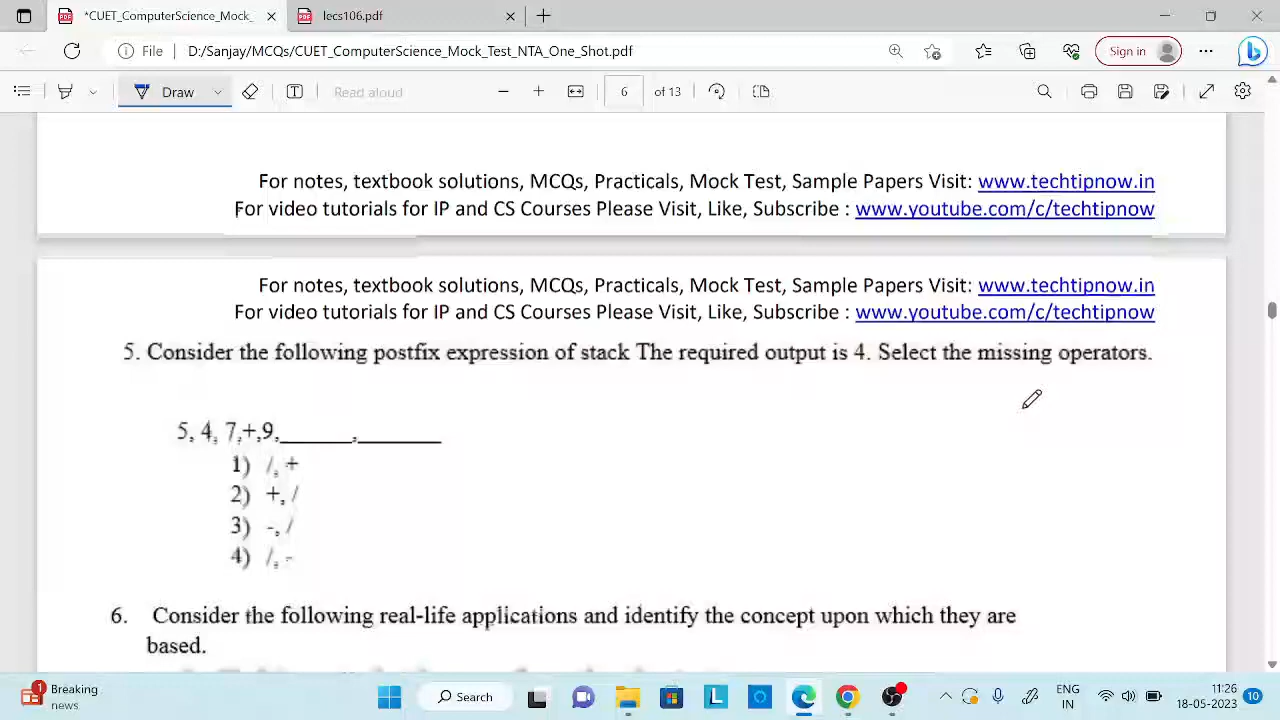 *CUET_ComputerScience_Mock_
lecs106.pdf
File D:/Sanjay/MCQs/CUET_ComputerScience_Mock_Test_NTA_One_Shot.pdf
Sign in
Draw
Read aloud
6 of 13
For notes, textbook solutions, MCQs, Practicals, Mock Test, Sample Papers Visit: www.techtipnow.in
For video tutorials for IP and CS Courses Please Visit, Like, Subscribe : www.youtube.com/c/techtipnow
For notes, textbook solutions, MCQs, Practicals, Mock Test, Sample Papers Visit: www.techtipnow.in
For video tutorials for IP and CS Courses Please Visit, Like, Subscribe : www.youtube.com/c/techtipnow
5. Consider the following postfix expression of stack The required output is 4. Select the missing operators.
5, 4, 7,+,9,______,_______
1) /, +
2) +, /
3) -, /
4) /, -
6. Consider the following real-life applications and identify the concept upon which they are
based.
1 Breaking
news
Search
ENG
IN
11:26
18-05-2023
10